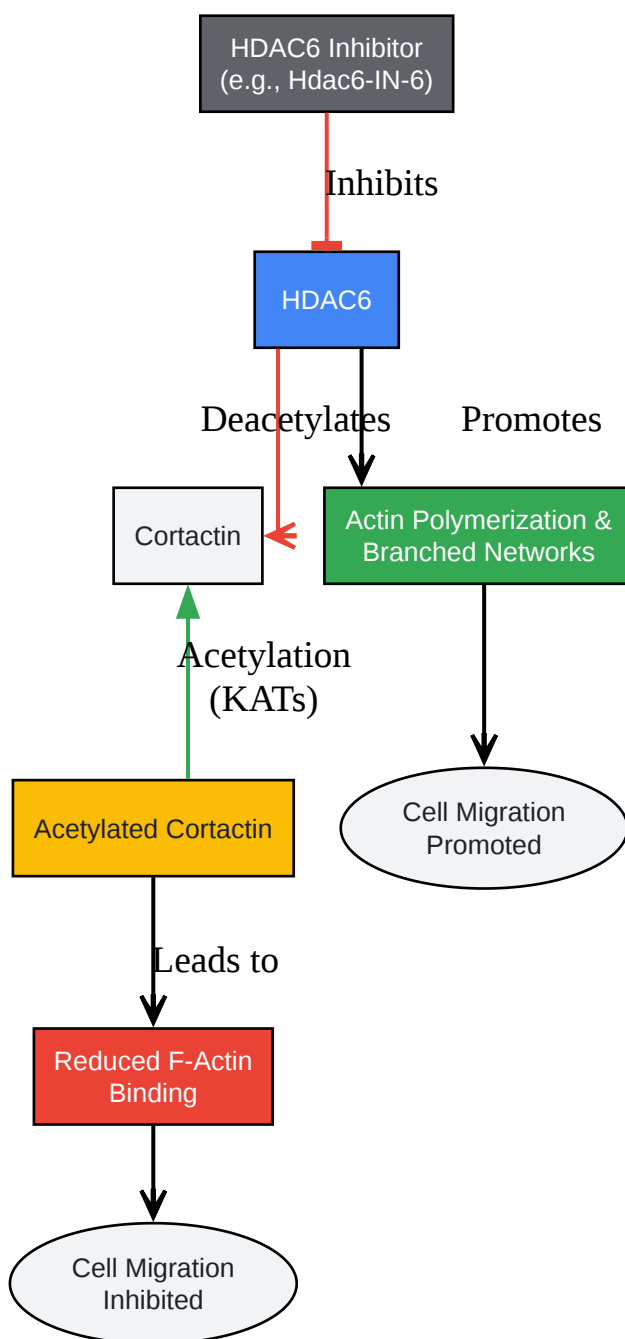 HDAC6 Inhibitor
(e.g., Hdac6-IN-6)
Inhibits
HDAC6
Deacetylates
Promotes
Cortactin
Actin Polymerization &
Branched Networks
Acetylation
(KATs)
Acetylated Cortactin
Cell Migration
Promoted
Leads to
Reduced F-Actin
Binding
Cell Migration
Inhibited